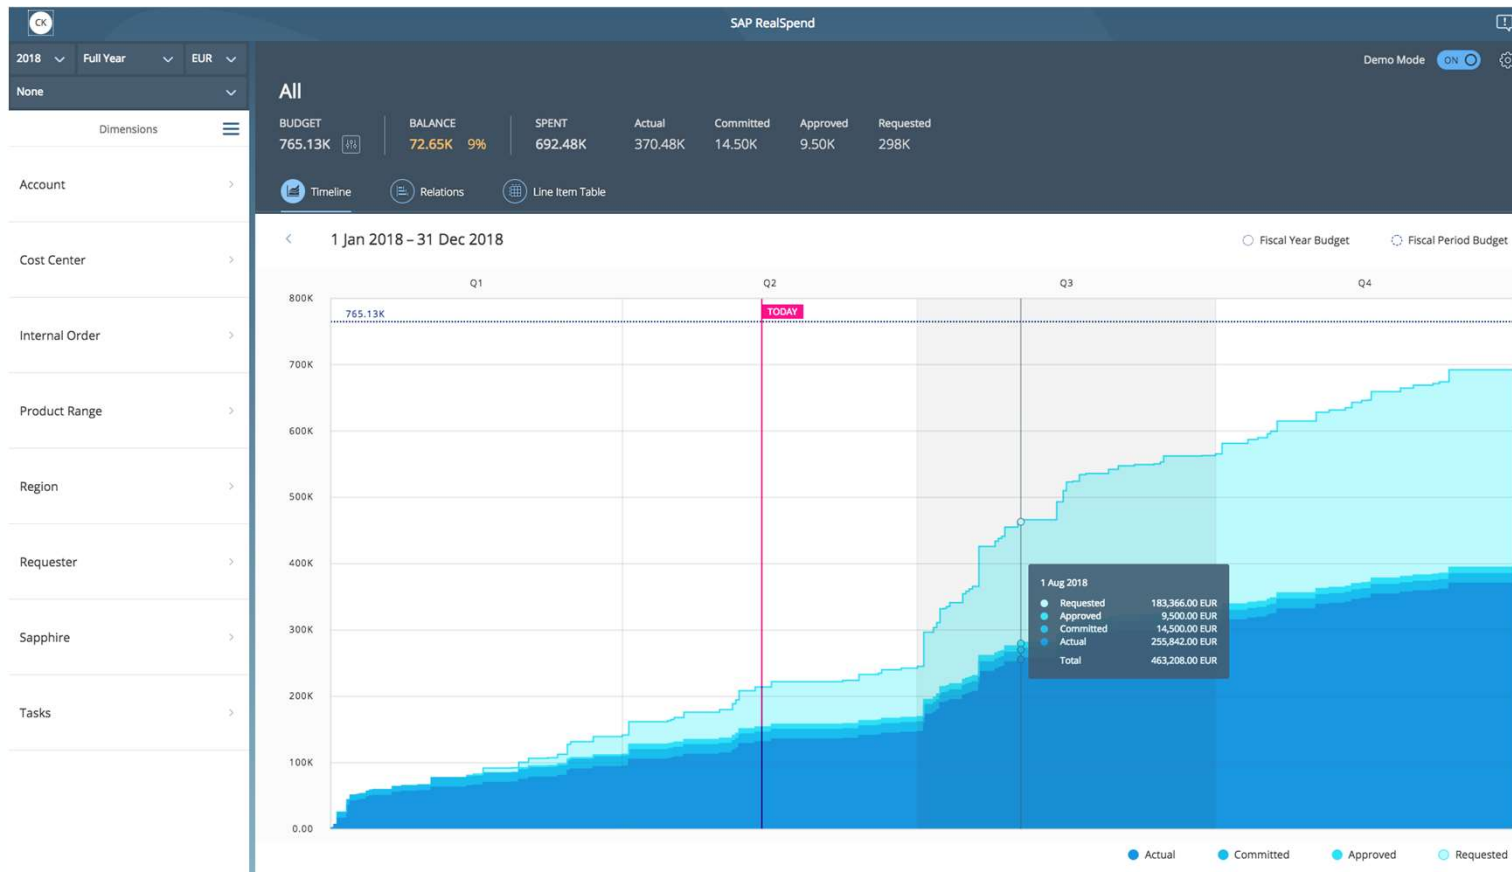 CK
SAP RealSpend
2018 Full Year EUR
None
Demo Mode ON
All
BUDGET BALANCE SPENT Actual Committed Approved Requested
765.13K 72.65K 9% 692.48K 370.48K 14.50K 9.50K 298K
Timeline Relations Line Item Table
Dimensions
Account
Cost Center
Internal Order
Product Range
Region
Requester
Sapphire
Tasks
1 Jan 2018 – 31 Dec 2018
Fiscal Year Budget Fiscal Period Budget
Q1 Q2 Q3 Q4
800K
765.13K
TODAY
700K
600K
500K
400K
300K
200K
100K
0.00
1 Aug 2018
Requested 183,366.00 EUR
Approved 9,500.00 EUR
Committed 14,500.00 EUR
Actual 255,842.00 EUR
Total 463,208.00 EUR
Actual Committed Approved Requested